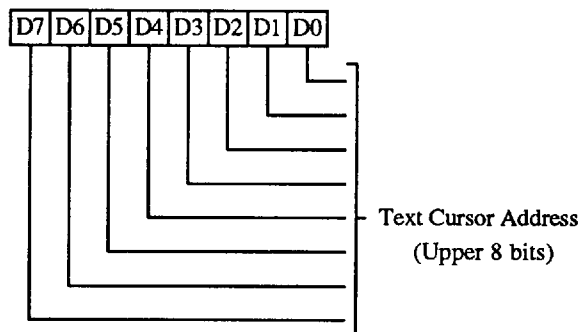 D7 D6 D5 D4 D3 D2 D1 D0
Text Cursor Address
(Upper 8 bits)